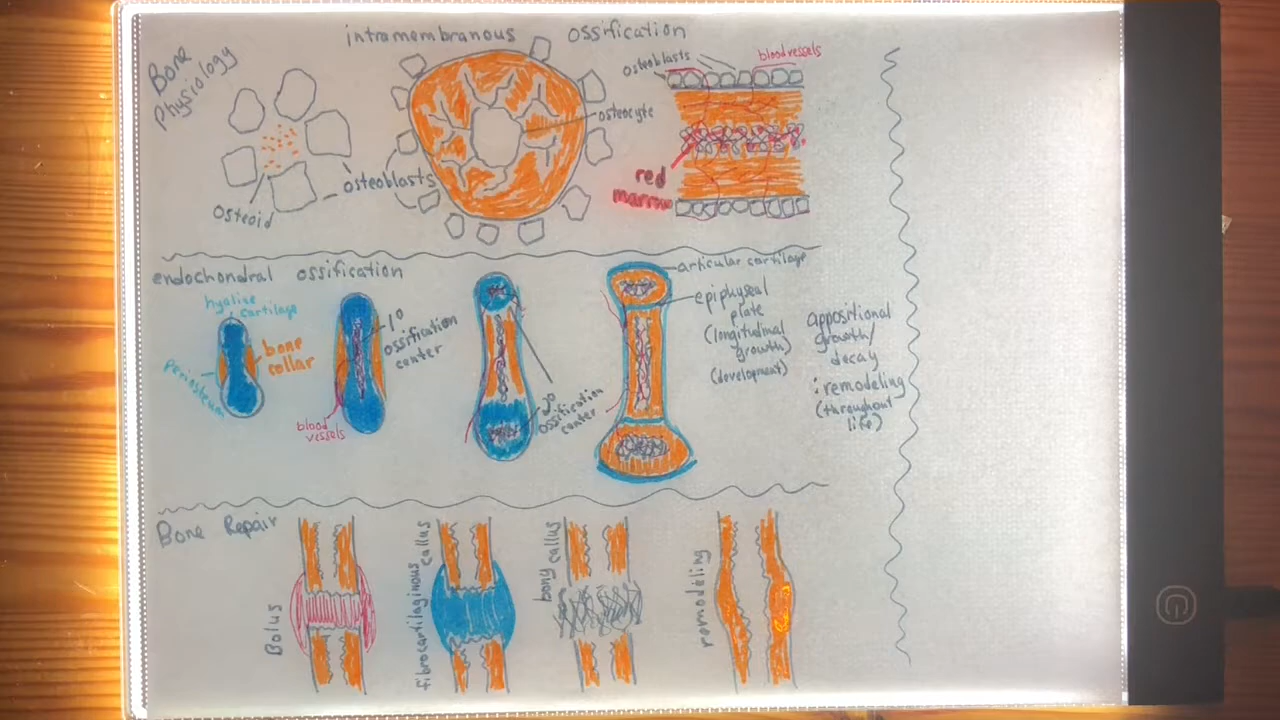 Bone
Physiology
intramembranous ossification
osteoblasts
blood vessels
osteocyte
osteoblasts
Osteoid
red
marrow
endochondral ossification
hyaline
cartilage
bone
collar
Periosteum
1°
ossification
center
blood
vessels
2°
ossification
center
articular cartilage
epiphyseal
plate
(longitudinal
growth)
(development)
appositional
growth/
decay
: remodeling
(throughout
life)
Bone Repair
Bolus
fibrocartilaginous callus
bony callus
remodeling